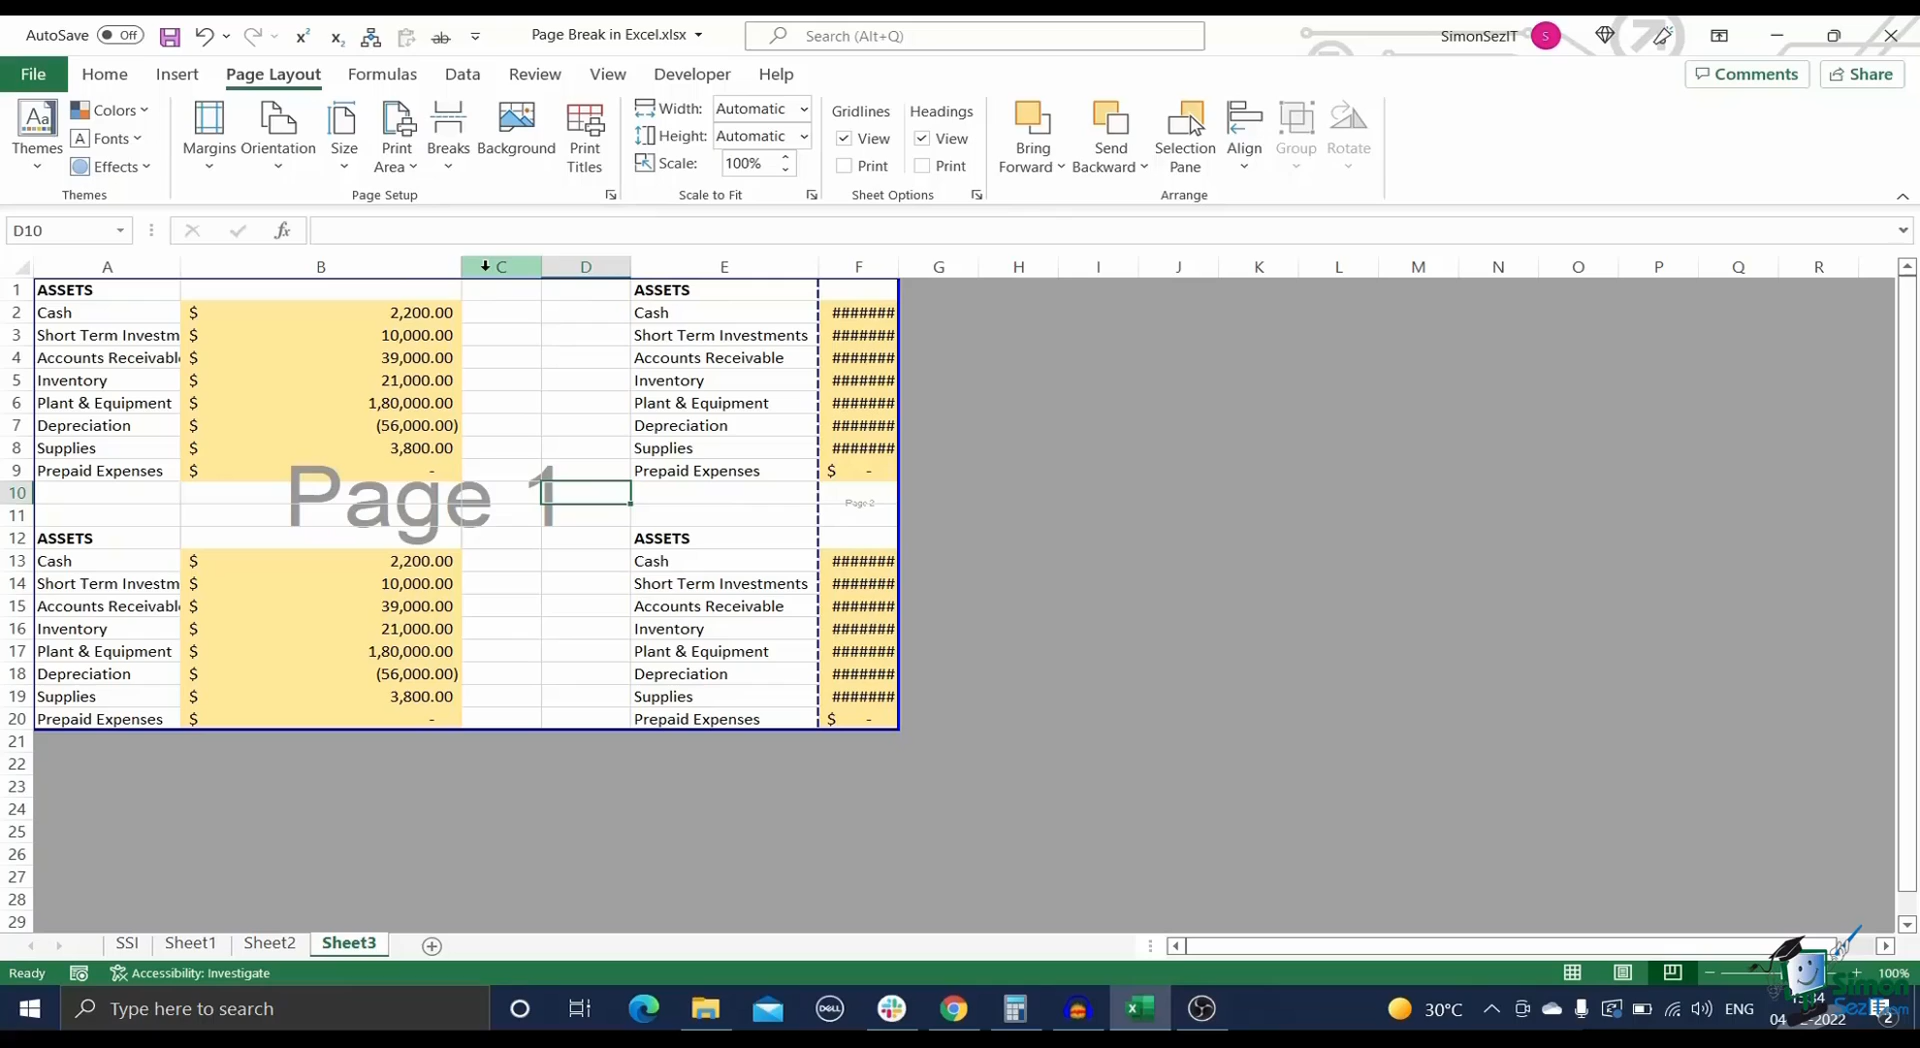 AutoSave Off Page Break in Excel.xlsx Search (Alt+Q) SimonSezIT S
File Home Insert Page Layout Formulas Data Review View Developer Help Comments Share
Themes Colors Fonts Effects
Margins Orientation Size Print Area Breaks Background Print Titles
Width: Automatic
Height: Automatic
Scale: 100%
Gridlines Headings
View View
Print Print
Bring Forward Send Backward Selection Pane Align Group Rotate
Themes Page Setup Scale to Fit Sheet Options Arrange
D10 fx
A B C D E F G H I J K L M N O P Q R
1 ASSETS ASSETS
2 Cash $ 2,200.00 Cash #######
3 Short Term Investm $ 10,000.00 Short Term Investments #######
4 Accounts Receivabl $ 39,000.00 Accounts Receivable #######
5 Inventory $ 21,000.00 Inventory #######
6 Plant & Equipment $ 1,80,000.00 Plant & Equipment #######
7 Depreciation $ (56,000.00) Depreciation #######
8 Supplies $ 3,800.00 Supplies #######
9 Prepaid Expenses $ - Prepaid Expenses $ -
10
Page 1 Page 2
11
12 ASSETS ASSETS
13 Cash $ 2,200.00 Cash #######
14 Short Term Investm $ 10,000.00 Short Term Investments #######
15 Accounts Receivabl $ 39,000.00 Accounts Receivable #######
16 Inventory $ 21,000.00 Inventory #######
17 Plant & Equipment $ 1,80,000.00 Plant & Equipment #######
18 Depreciation $ (56,000.00) Depreciation #######
19 Supplies $ 3,800.00 Supplies #######
20 Prepaid Expenses $ - Prepaid Expenses $ -
21
22
23
24
25
26
27
28
29
SSI Sheet1 Sheet2 Sheet3
Ready Accessibility: Investigate 100%
Type here to search DELL 30°C ENG 2
Simon
SezIT.com